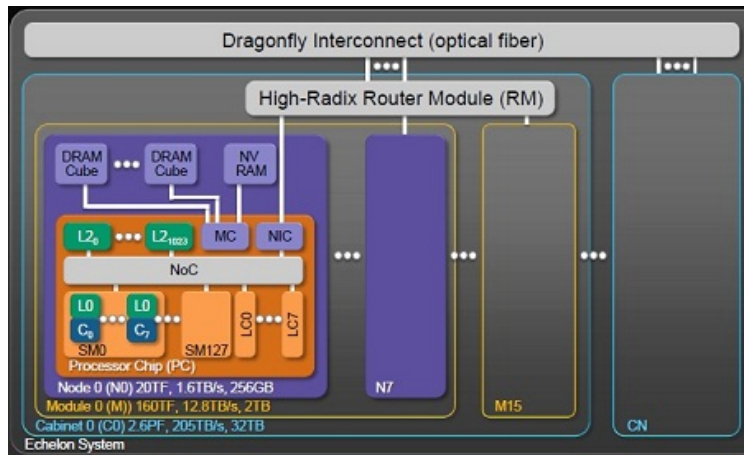 Dragonfly Interconnect (optical fiber)
High-Radix Router Module (RM)
DRAM Cube
DRAM Cube
NV RAM
L2₀
L2₁₀₂₃
MC
NIC
NoC
L0
L0
C₀
C₇
SM0
SM127
LC0
LC7
Processor Chip (PC)
Node 0 (N0) 20TF, 1.6TB/s, 256GB
N7
Module 0 (M)) 160TF, 12.8TB/s, 2TB
M15
Cabinet 0 (C0) 2.6PF, 205TB/s, 32TB
CN
Echelon System